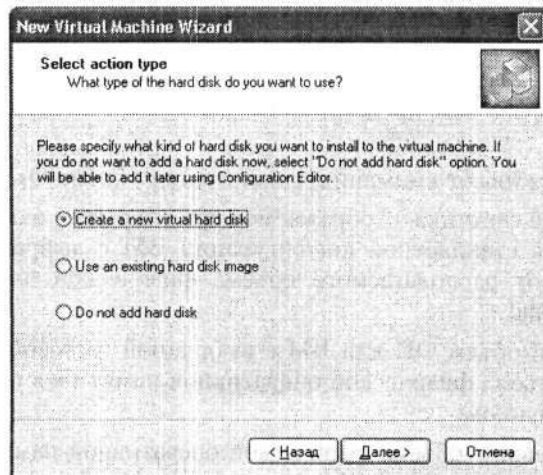 New Virtual Machine Wizard
Select action type
What type of the hard disk do you want to use?
Please specify what kind of hard disk you want to install to the virtual machine. If
you do not want to add a hard disk now, select "Do not add hard disk" option. You
will be able to add it later using Configuration Editor.
Create a new virtual hard disk
Use an existing hard disk image
Do not add hard disk
< Назад
Далее >
Отмена